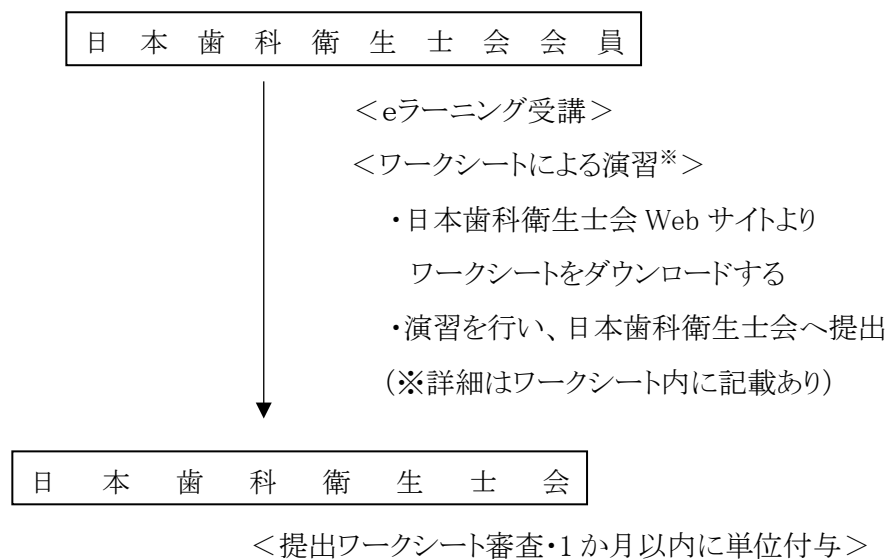 日本歯科衛生士会会員
＜eラーニング受講＞
＜ワークシートによる演習※＞
・日本歯科衛生士会 Web サイトより
ワークシートをダウンロードする
・演習を行い、日本歯科衛生士会へ提出
（※詳細はワークシート内に記載あり）
日本歯科衛生士会
＜提出ワークシート審査・1 か月以内に単位付与＞